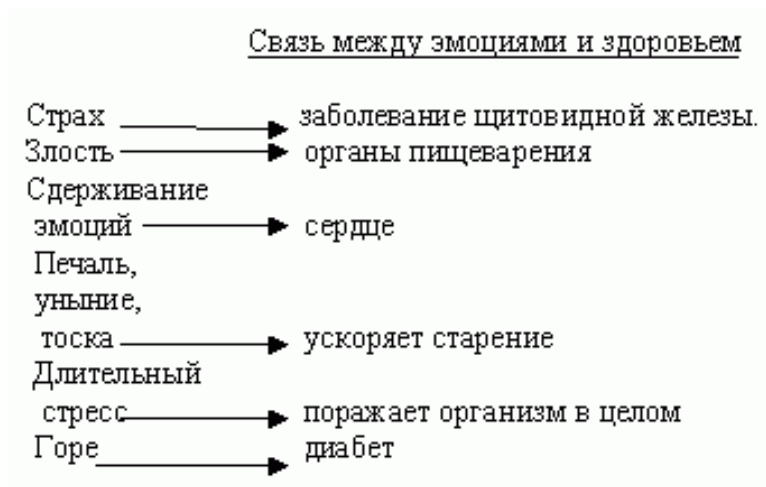 Связь между эмоциями и здоровьем
Страх заболевание щитовидной железы.
Злость органы пищеварения
Сдерживание
эмоций сердце
Печаль,
уныние,
тоска ускоряет старение
Длительный
стресс поражает организм в целом
Горе диабет